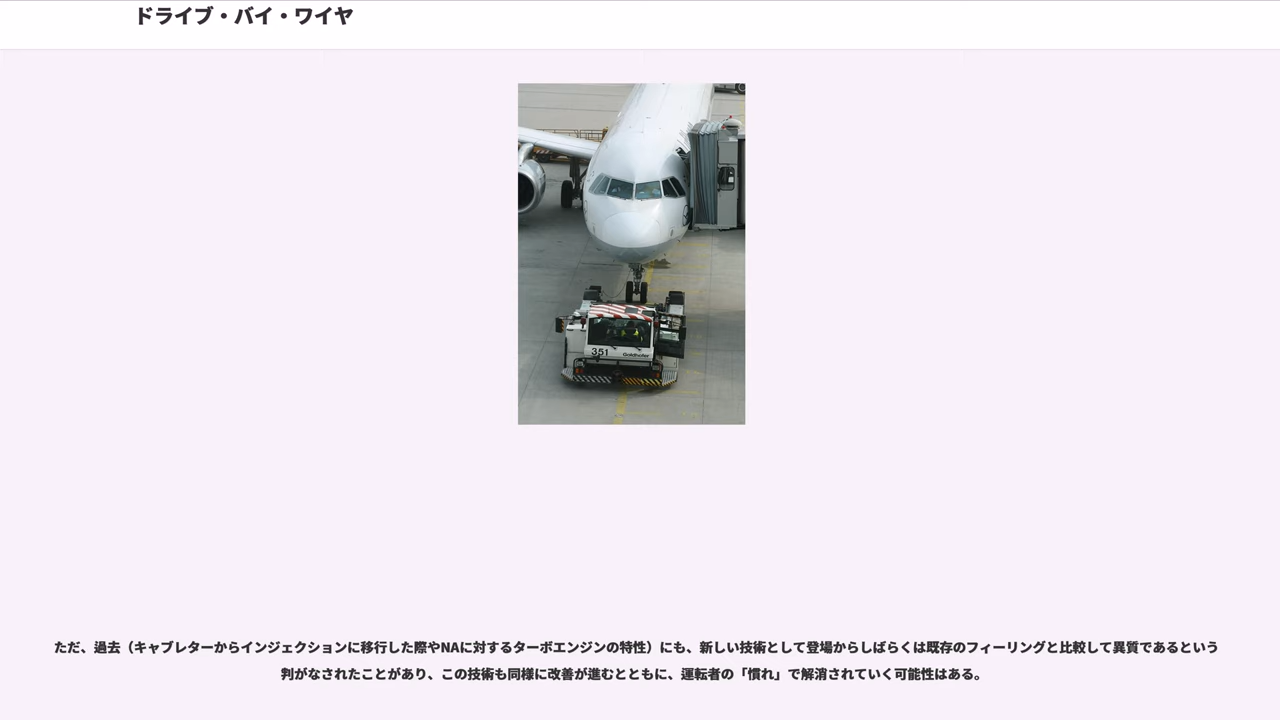 ドライブ・バイ・ワイヤ
351
Goldhofer
ただ、過去（キャブレターからインジェクションに移行した際やNAに対するターボエンジンの特性）にも、新しい技術として登場からしばらくは既存のフィーリングと比較して異質であるという
判がなされたことがあり、この技術も同様に改善が進むとともに、運転者の「慣れ」で解消されていく可能性はある。